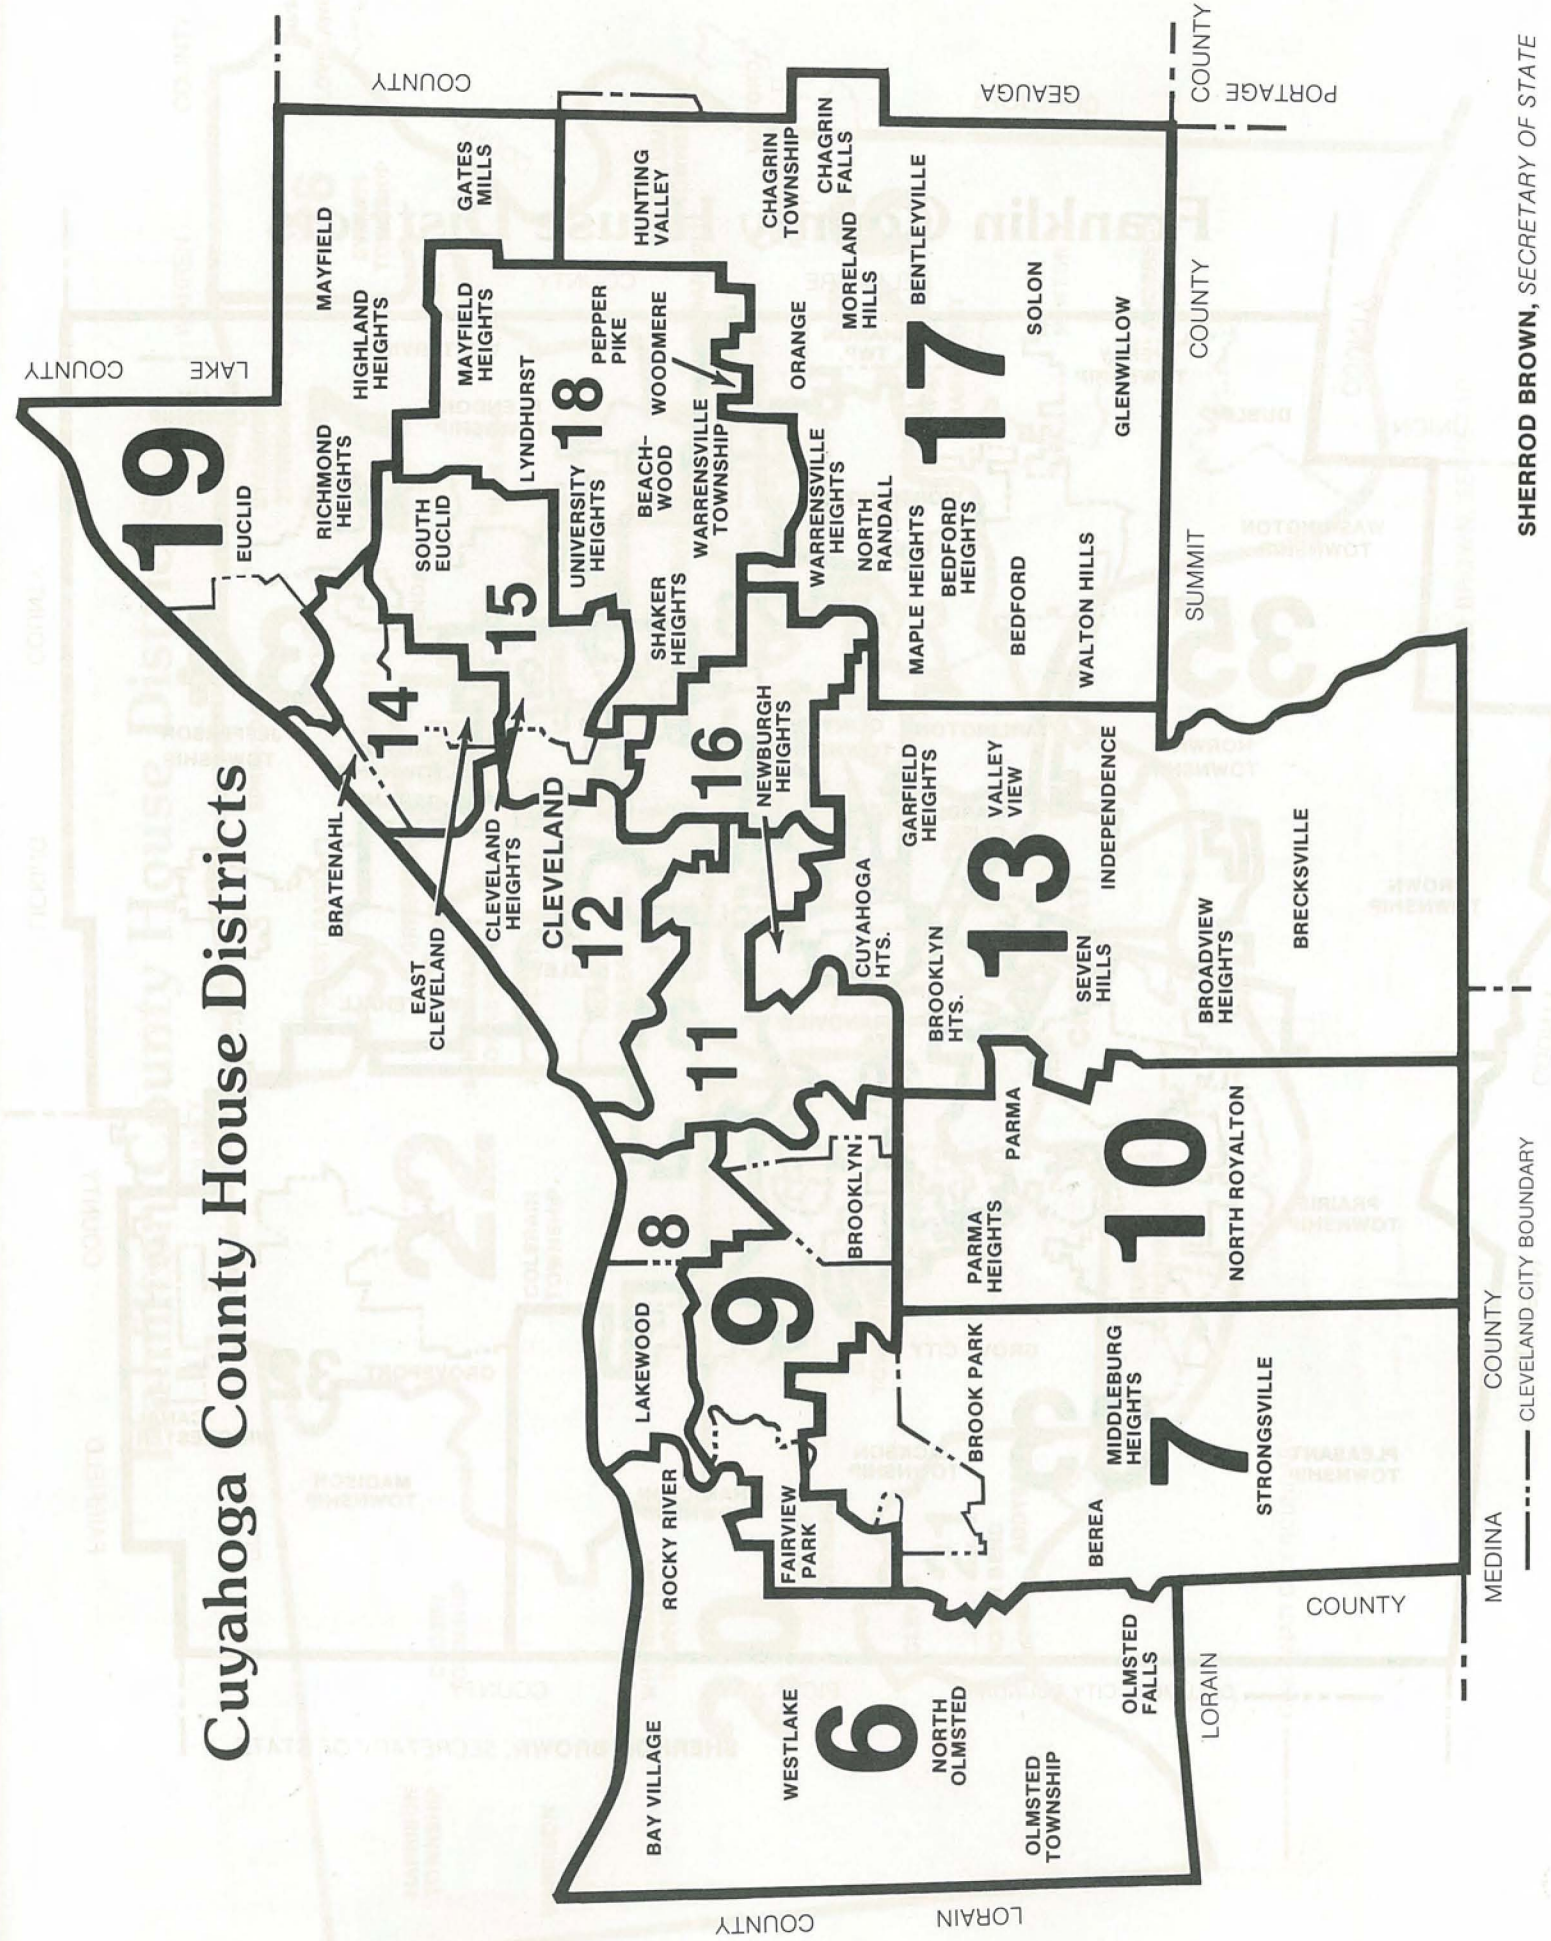 Cuyahoga County House Districts
COUNTY
LAKE
19
EUCLID
RICHMOND
HEIGHTS
HIGHLAND
HEIGHTS
MAYFIELD
GATES
MILLS
COUNTY
GEAUGA
BRATENAHL
14
EAST
CLEVELAND
CLEVELAND
HEIGHTS
SOUTH
EUCLID
15
LYNDHURST
MAYFIELD
HEIGHTS
18
UNIVERSITY
HEIGHTS
PEPPER
PIKE
HUNTING
VALLEY
WOODMERE
BEACH-
WOOD
WARRENSVILLE
TOWNSHIP
SHAKER
HEIGHTS
CLEVELAND
12
16
NEWBURGH
HEIGHTS
11
8
LAKEWOOD
9
BROOKLYN
ROCKY RIVER
FAIRVIEW
PARK
BAY VILLAGE
WESTLAKE
6
NORTH
OLMSTED
OLMSTED
TOWNSHIP
OLMSTED
FALLS
LORAIN
COUNTY
BROOK PARK
MIDDLEBURG
HEIGHTS
BEREA
7
STRONGSVILLE
PARMA
PARMA
HEIGHTS
10
NORTH ROYALTON
CUYAHOGA
HTS.
BROOKLYN
HTS.
GARFIELD
HEIGHTS
VALLEY
VIEW
13
INDEPENDENCE
SEVEN
HILLS
BROADVIEW
HEIGHTS
BRECKSVILLE
WARRENSVILLE
HEIGHTS
NORTH
RANDALL
MAPLE HEIGHTS
BEDFORD
HEIGHTS
BEDFORD
WALTON HILLS
ORANGE
MORELAND
HILLS
CHAGRIN
TOWNSHIP
CHAGRIN
FALLS
BENTLEYVILLE
17
SOLON
GLENWILLOW
SUMMIT
COUNTY
COUNTY
PORTAGE
LORAIN
COUNTY
MEDINA
COUNTY
CLEVELAND CITY BOUNDARY
SHERROD BROWN, SECRETARY OF STATE